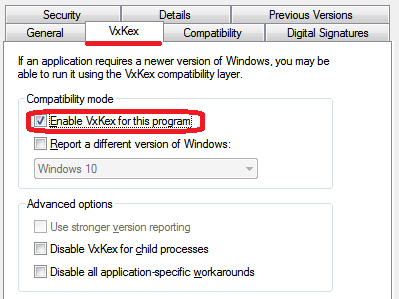 Security Details Previous Versions
General VxKex Compatibility Digital Signatures
If an application requires a newer version of Windows, you may be
able to run it using the VxKex compatibility layer.
Compatibility mode
Enable VxKex for this program
Report a different version of Windows:
Windows 10
Advanced options
Use stronger version reporting
Disable VxKex for child processes
Disable all application-specific workarounds